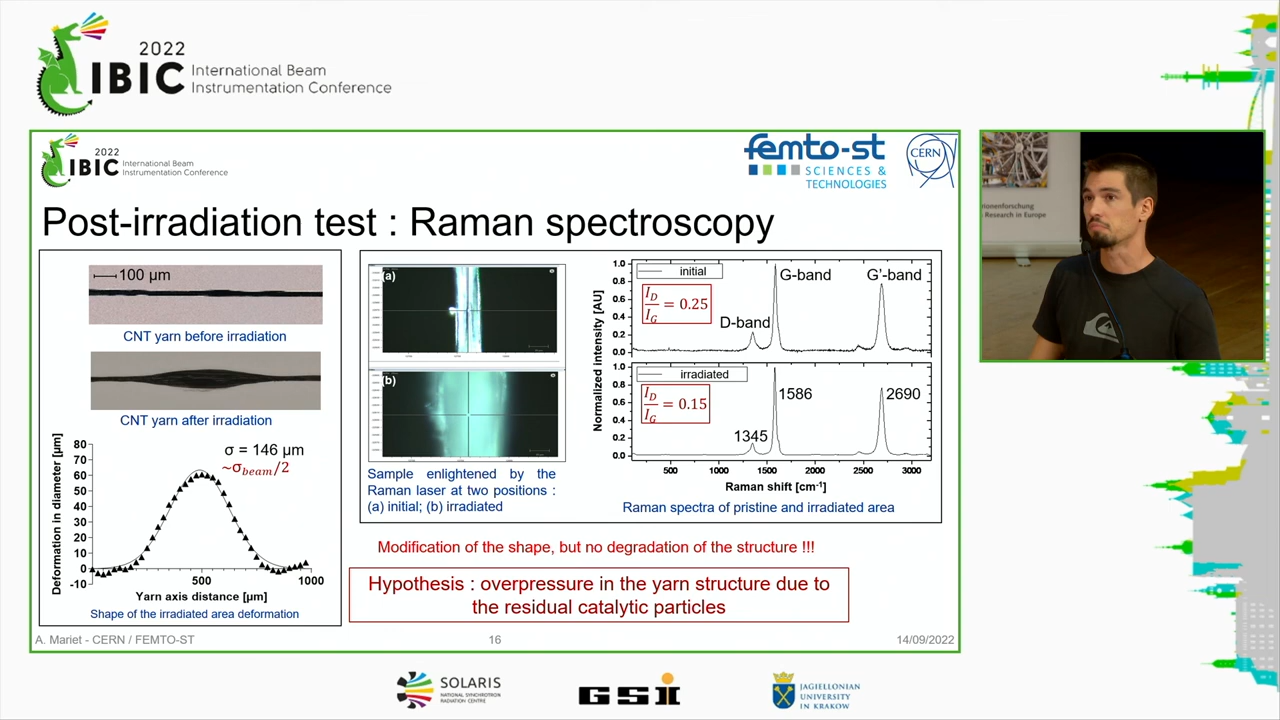 2022
IBIC
International Beam
Instrumentation Conference
2022
IBIC
International Beam
Instrumentation Conference
femto-st
SCIENCES &
TECHNOLOGIES
CERN
Post-irradiation test : Raman spectroscopy
100 µm
CNT yarn before irradiation
CNT yarn after irradiation
σ = 146 µm
~σbeam/2
Deformation in diameter [µm]
80
70
60
50
40
30
20
10
0
-10
500
1000
Yarn axis distance [µm]
Shape of the irradiated area deformation
(a)
(b)
Sample enlightened by the
Raman laser at two positions :
(a) initial; (b) irradiated
Normalized intensity [AU]
1.0
0.8
0.6
0.4
0.2
0.0
initial
I_D/I_G = 0.25
D-band
G-band
G'-band
1.0
0.8
0.6
0.4
0.2
0.0
irradiated
I_D/I_G = 0.15
1345
1586
2690
500
1000
1500
2000
2500
3000
Raman shift [cm-1]
Raman spectra of pristine and irradiated area
Modification of the shape, but no degradation of the structure !!!
Hypothesis : overpressure in the yarn structure due to
the residual catalytic particles
A. Mariet - CERN / FEMTO-ST
16
14/09/2022
ionenforschung
Research in Europe
SOLARIS
NATIONAL SYNCHROTRON
RADIATION CENTRE
GSI
JAGIELLONIAN
UNIVERSITY
IN KRAKÓW